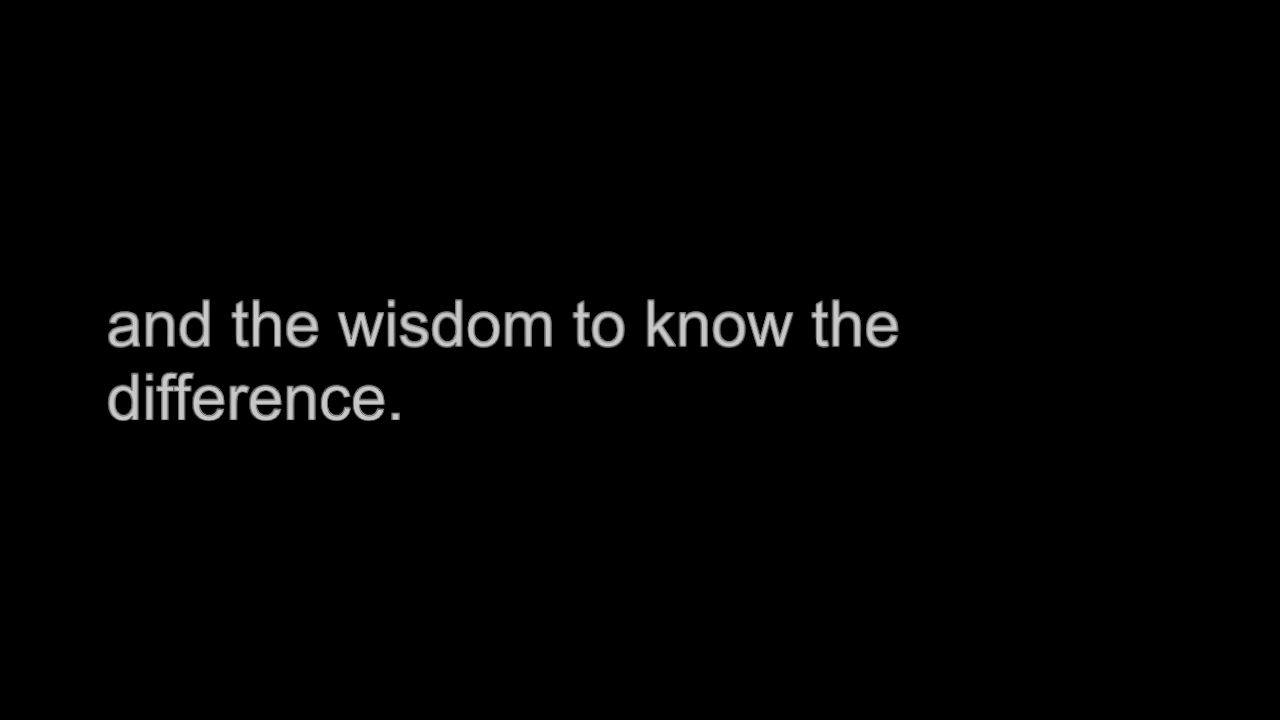 and the wisdom to know the
difference.